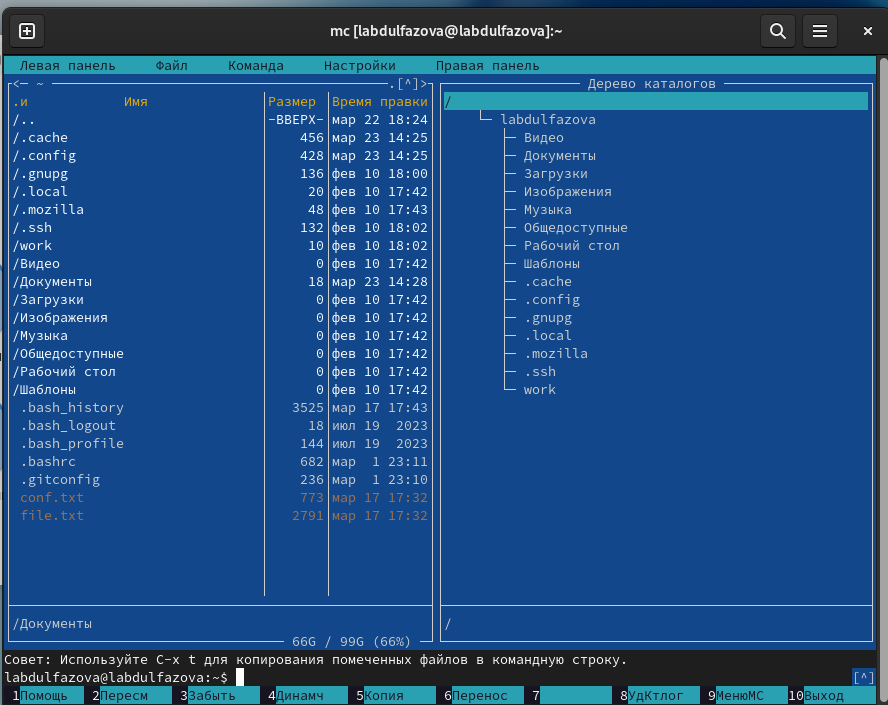 mc [labdulfazova@labdulfazova]:~
Левая панель Файл Команда Настройки Правая панель
<─ ~ .[^]>
.и Имя Размер Время правки
/.. -ВВЕРХ- мар 22 18:24
/.cache 456 мар 23 14:25
/.config 428 мар 23 14:25
/.gnupg 136 фев 10 18:00
/.local 20 фев 10 17:42
/.mozilla 48 фев 10 17:43
/.ssh 132 фев 10 18:02
/work 10 фев 10 18:02
/Видео 0 фев 10 17:42
/Документы 18 мар 23 14:28
/Загрузки 0 фев 10 17:42
/Изображения 0 фев 10 17:42
/Музыка 0 фев 10 17:42
/Общедоступные 0 фев 10 17:42
/Рабочий стол 0 фев 10 17:42
/Шаблоны 0 фев 10 17:42
.bash_history 3525 мар 17 17:43
.bash_logout 18 июл 19 2023
.bash_profile 144 июл 19 2023
.bashrc 682 мар 1 23:11
.gitconfig 236 мар 1 23:10
conf.txt 773 мар 17 17:32
file.txt 2791 мар 17 17:32
/Документы
66G / 99G (66%)
Дерево каталогов
/
labdulfazova
Видео
Документы
Загрузки
Изображения
Музыка
Общедоступные
Рабочий стол
Шаблоны
.cache
.config
.gnupg
.local
.mozilla
.ssh
work
/
Совет: Используйте C-x t для копирования помеченных файлов в командную строку.
labdulfazova@labdulfazova:~$ [^]
1Помощь 2Пересм 3Забыть 4Динамч 5Копия 6Перенос 7 8УдКтлог 9МенюМС 10Выход